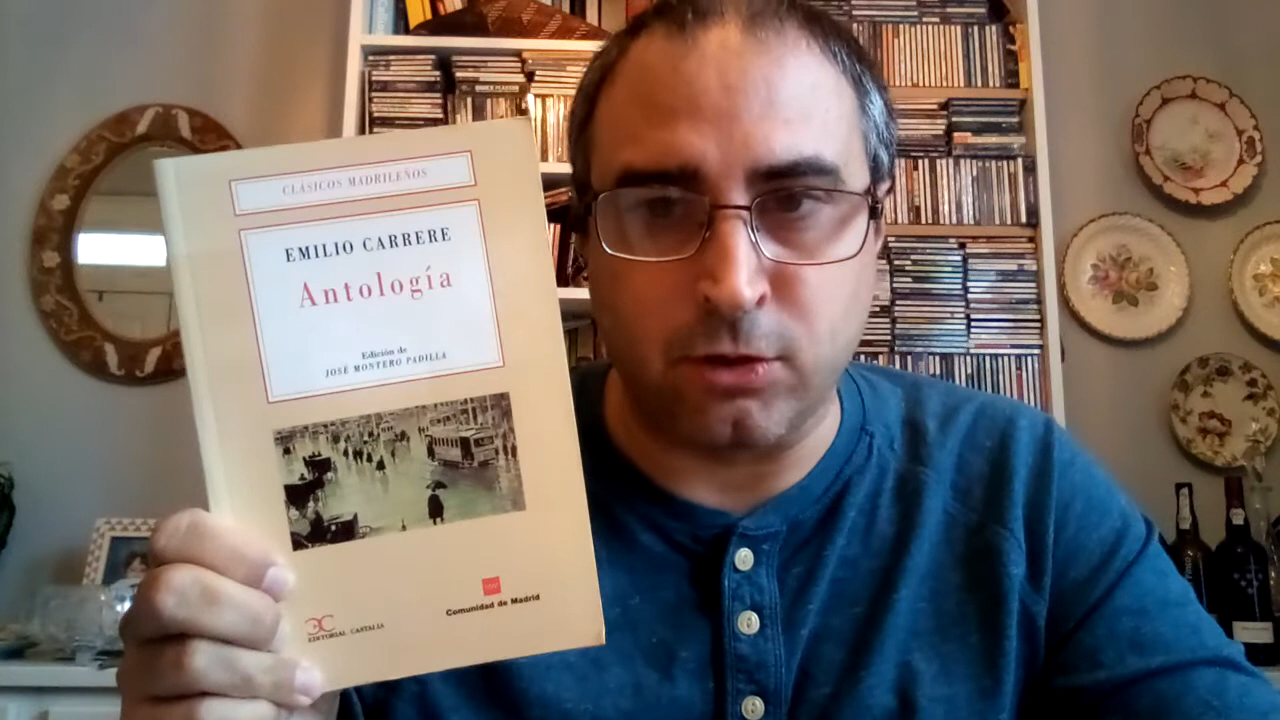 CLÁSICOS MADRILEÑOS
EMILIO CARRERE
Antología
Edición de
JOSÉ MONTERO PADILLA
EDITORIAL CASTALIA
Comunidad de Madrid